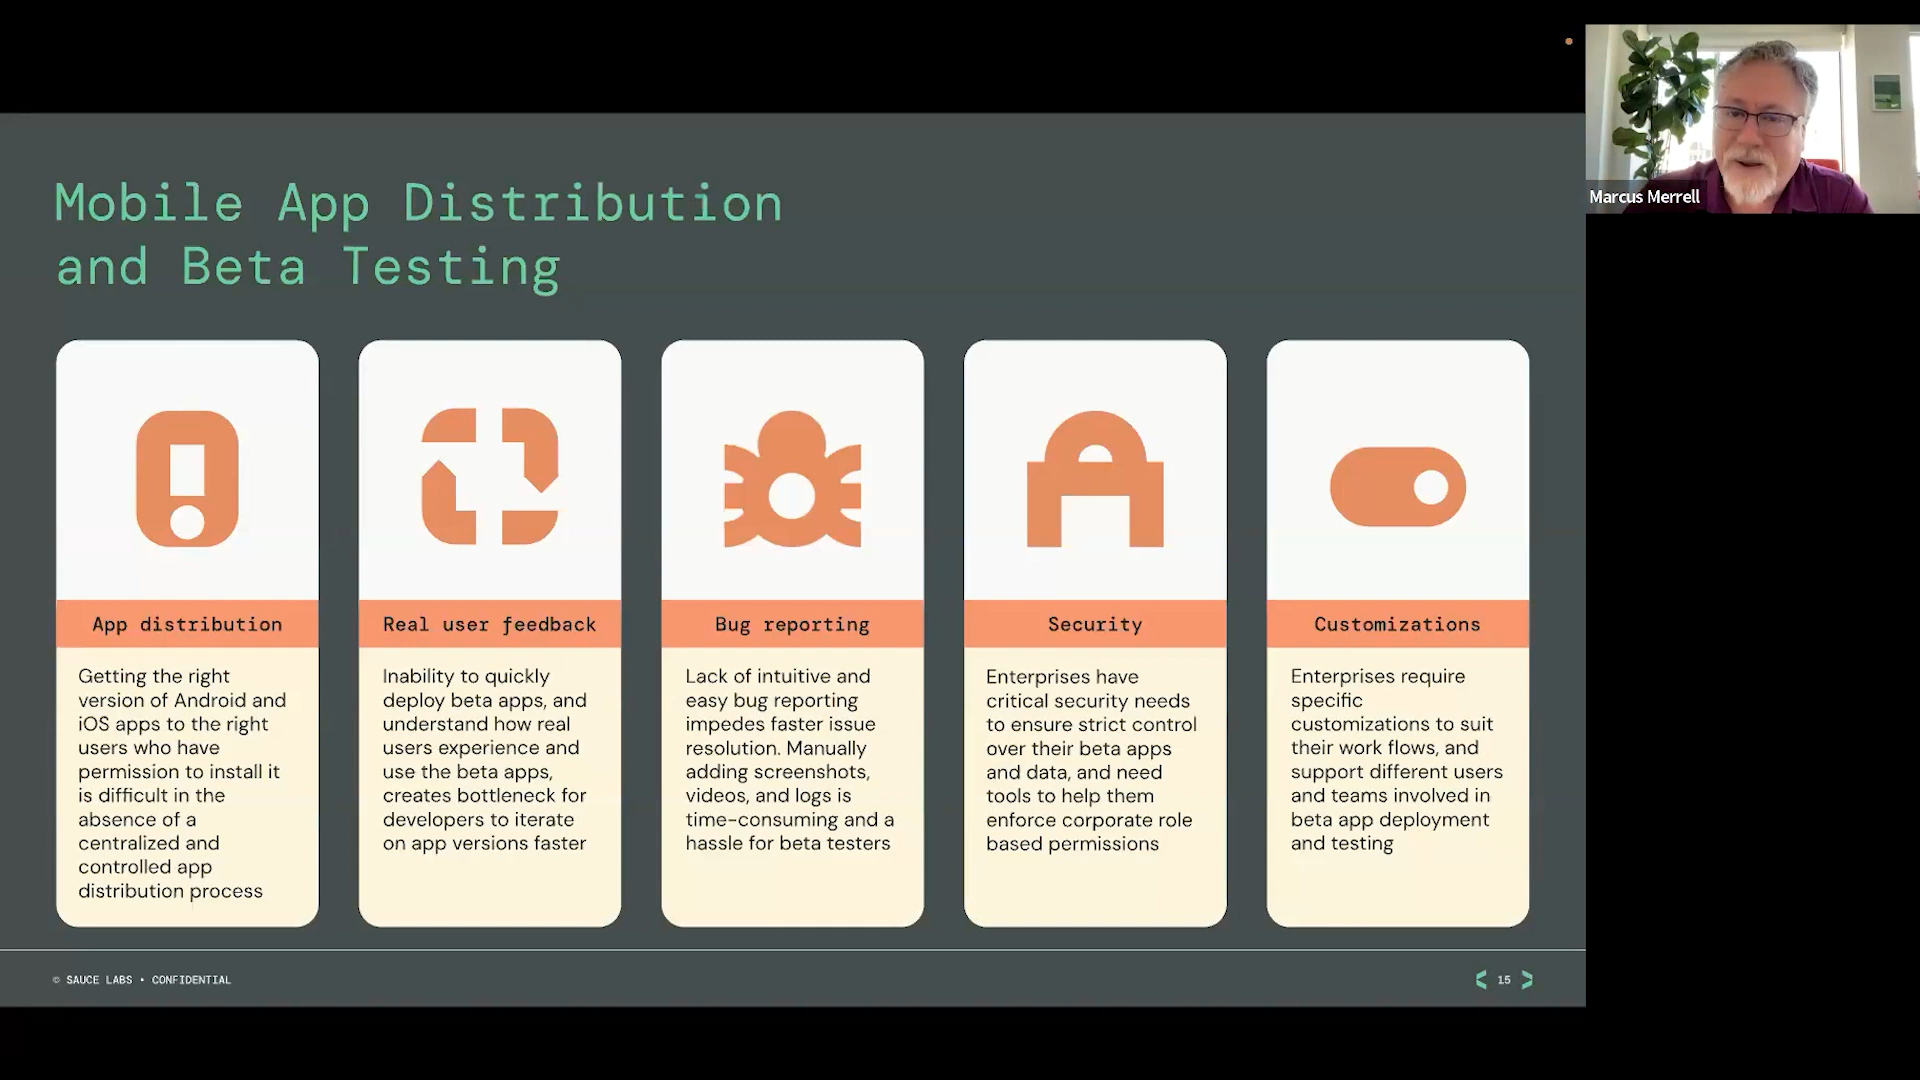 Marcus Merrell
Mobile App Distribution
and Beta Testing
App distribution
Getting the right
version of Android and
iOS apps to the right
users who have
permission to install it
is difficult in the
absence of a
centralized and
controlled app
distribution process
Real user feedback
Inability to quickly
deploy beta apps, and
understand how real
users experience and
use the beta apps,
creates bottleneck for
developers to iterate
on app versions faster
Bug reporting
Lack of intuitive and
easy bug reporting
impedes faster issue
resolution. Manually
adding screenshots,
videos, and logs is
time-consuming and a
hassle for beta testers
Security
Enterprises have
critical security needs
to ensure strict control
over their beta apps
and data, and need
tools to help them
enforce corporate role
based permissions
Customizations
Enterprises require
specific
customizations to suit
their work flows, and
support different users
and teams involved in
beta app deployment
and testing
© SAUCE LABS • CONFIDENTIAL
< 15 >